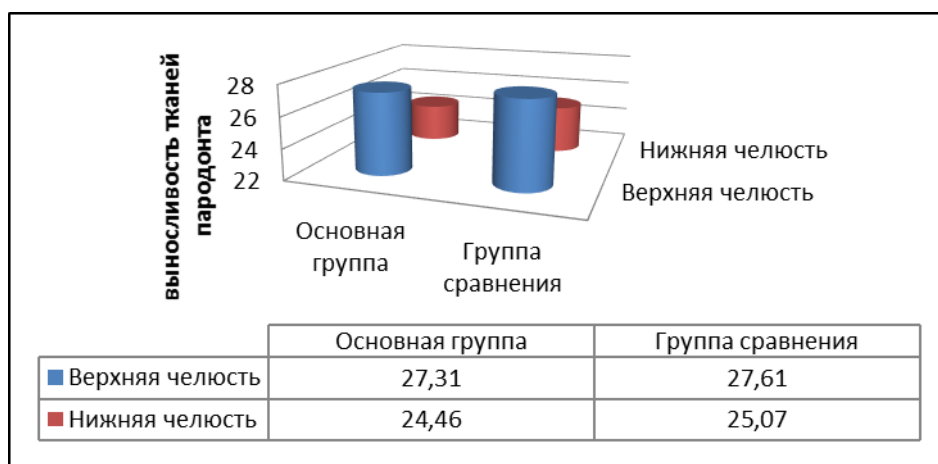 выносливость тканей
пародонта
28
26
24
22
Нижняя челюсть
Верхняя челюсть
Основная
группа
Группа
сравнения
Основная группа Группа сравнения
Верхняя челюсть 27,31 27,61
Нижняя челюсть 24,46 25,07